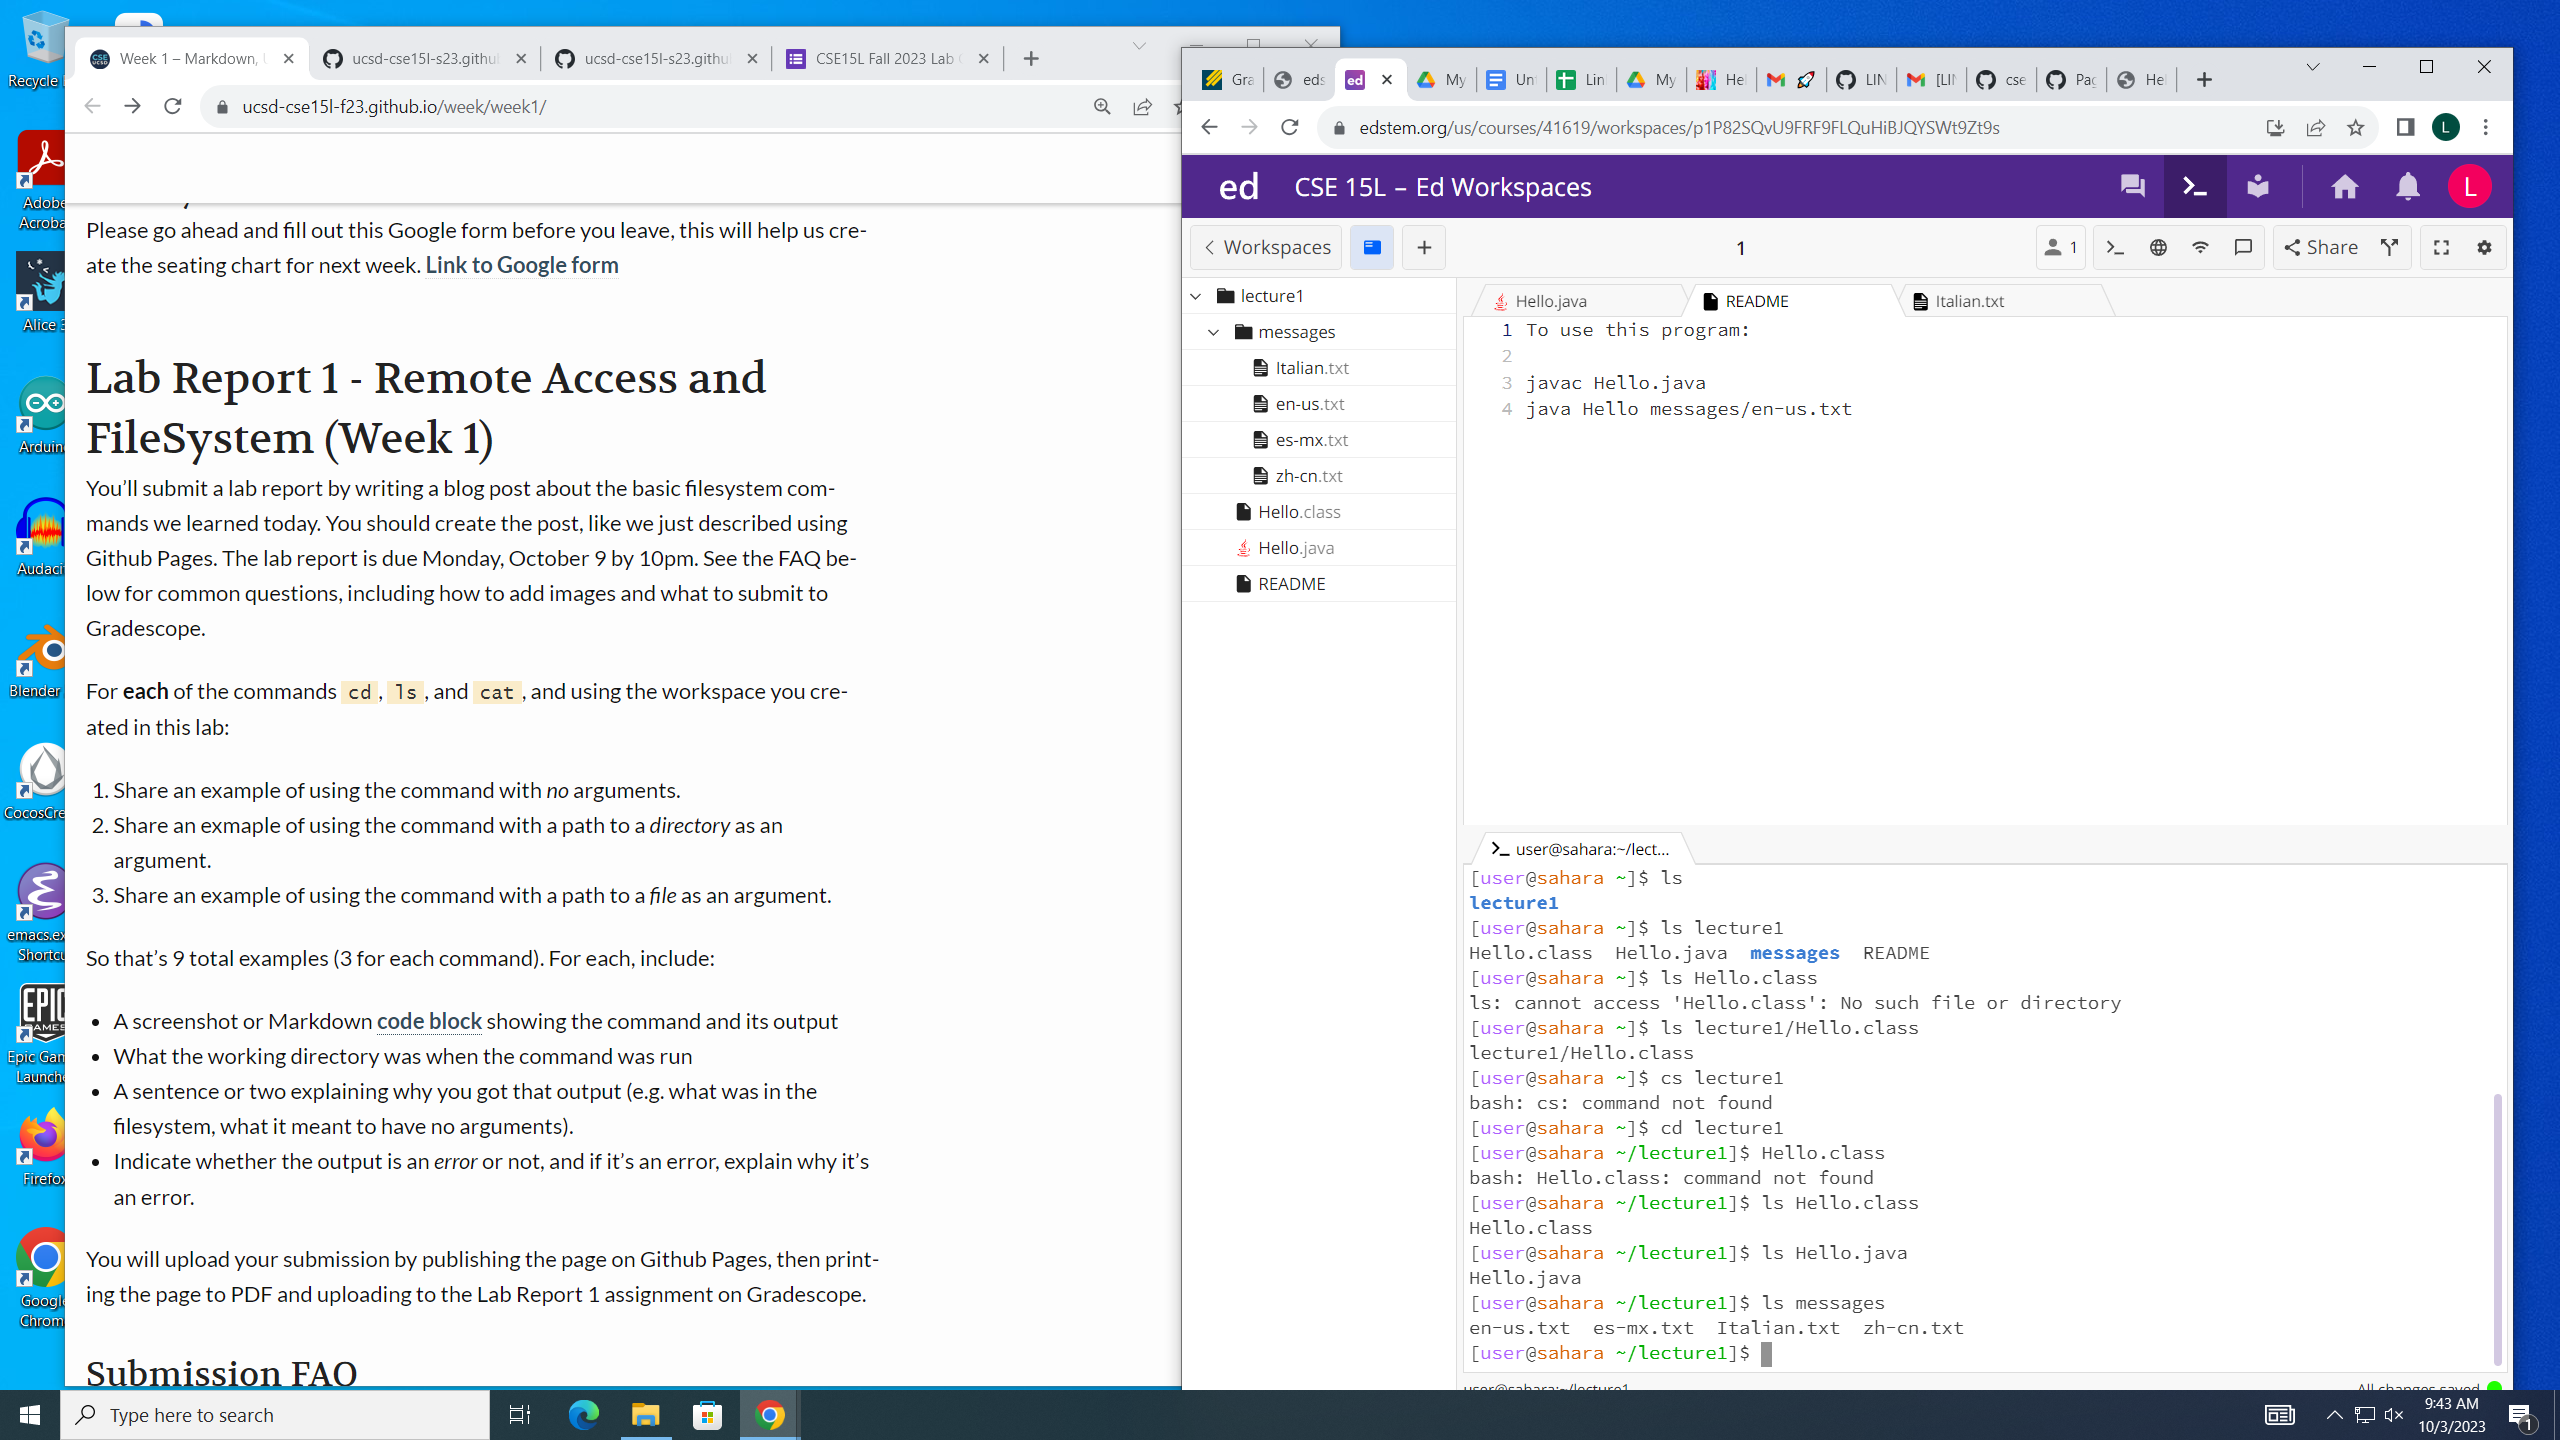 Recycle
Adobe
Acroba
Alice 3
Arduino
Audacit
Blender
CocosCre
emacs.ex
Shortcu
Epic Gam
Launche
Firefox
Google
Chrom
Week 1 – Markdown,
ucsd-cse15l-s23.githu
ucsd-cse15l-s23.githu
CSE15L Fall 2023 Lab
ucsd-cse15l-f23.github.io/week/week1/
Please go ahead and fill out this Google form before you leave, this will help us cre-
ate the seating chart for next week. Link to Google form
Lab Report 1 - Remote Access and
FileSystem (Week 1)
You’ll submit a lab report by writing a blog post about the basic filesystem com-
mands we learned today. You should create the post, like we just described using
Github Pages. The lab report is due Monday, October 9 by 10pm. See the FAQ be-
low for common questions, including how to add images and what to submit to
Gradescope.
For each of the commands cd , ls , and cat , and using the workspace you cre-
ated in this lab:
1. Share an example of using the command with no arguments.
2. Share an exmaple of using the command with a path to a directory as an
argument.
3. Share an example of using the command with a path to a file as an argument.
So that’s 9 total examples (3 for each command). For each, include:
• A screenshot or Markdown code block showing the command and its output
• What the working directory was when the command was run
• A sentence or two explaining why you got that output (e.g. what was in the
filesystem, what it meant to have no arguments).
• Indicate whether the output is an error or not, and if it’s an error, explain why it’s
an error.
You will upload your submission by publishing the page on Github Pages, then print-
ing the page to PDF and uploading to the Lab Report 1 assignment on Gradescope.
Submission FAQ
Gra
eds
ed
My
Un
Lin
My
Hel
LIN
[LIN
cse
Pag
Hel
edstem.org/us/courses/41619/workspaces/p1P82SQvU9FRF9FLQuHiBJQYSWt9Zt9s
L
ed CSE 15L – Ed Workspaces
L
Workspaces
1
1
Share
lecture1
messages
Italian.txt
en-us.txt
es-mx.txt
zh-cn.txt
Hello.class
Hello.java
README
Hello.java
README
Italian.txt
1 To use this program:
2
3 javac Hello.java
4 java Hello messages/en-us.txt
user@sahara:~/lect...
[user@sahara ~]$ ls
lecture1
[user@sahara ~]$ ls lecture1
Hello.class Hello.java messages README
[user@sahara ~]$ ls Hello.class
ls: cannot access 'Hello.class': No such file or directory
[user@sahara ~]$ ls lecture1/Hello.class
lecture1/Hello.class
[user@sahara ~]$ cs lecture1
bash: cs: command not found
[user@sahara ~]$ cd lecture1
[user@sahara ~/lecture1]$ Hello.class
bash: Hello.class: command not found
[user@sahara ~/lecture1]$ ls Hello.class
Hello.class
[user@sahara ~/lecture1]$ ls Hello.java
Hello.java
[user@sahara ~/lecture1]$ ls messages
en-us.txt es-mx.txt Italian.txt zh-cn.txt
[user@sahara ~/lecture1]$
user@sahara:~/lecture1
All changes saved
Type here to search
9:43 AM
10/3/2023
1